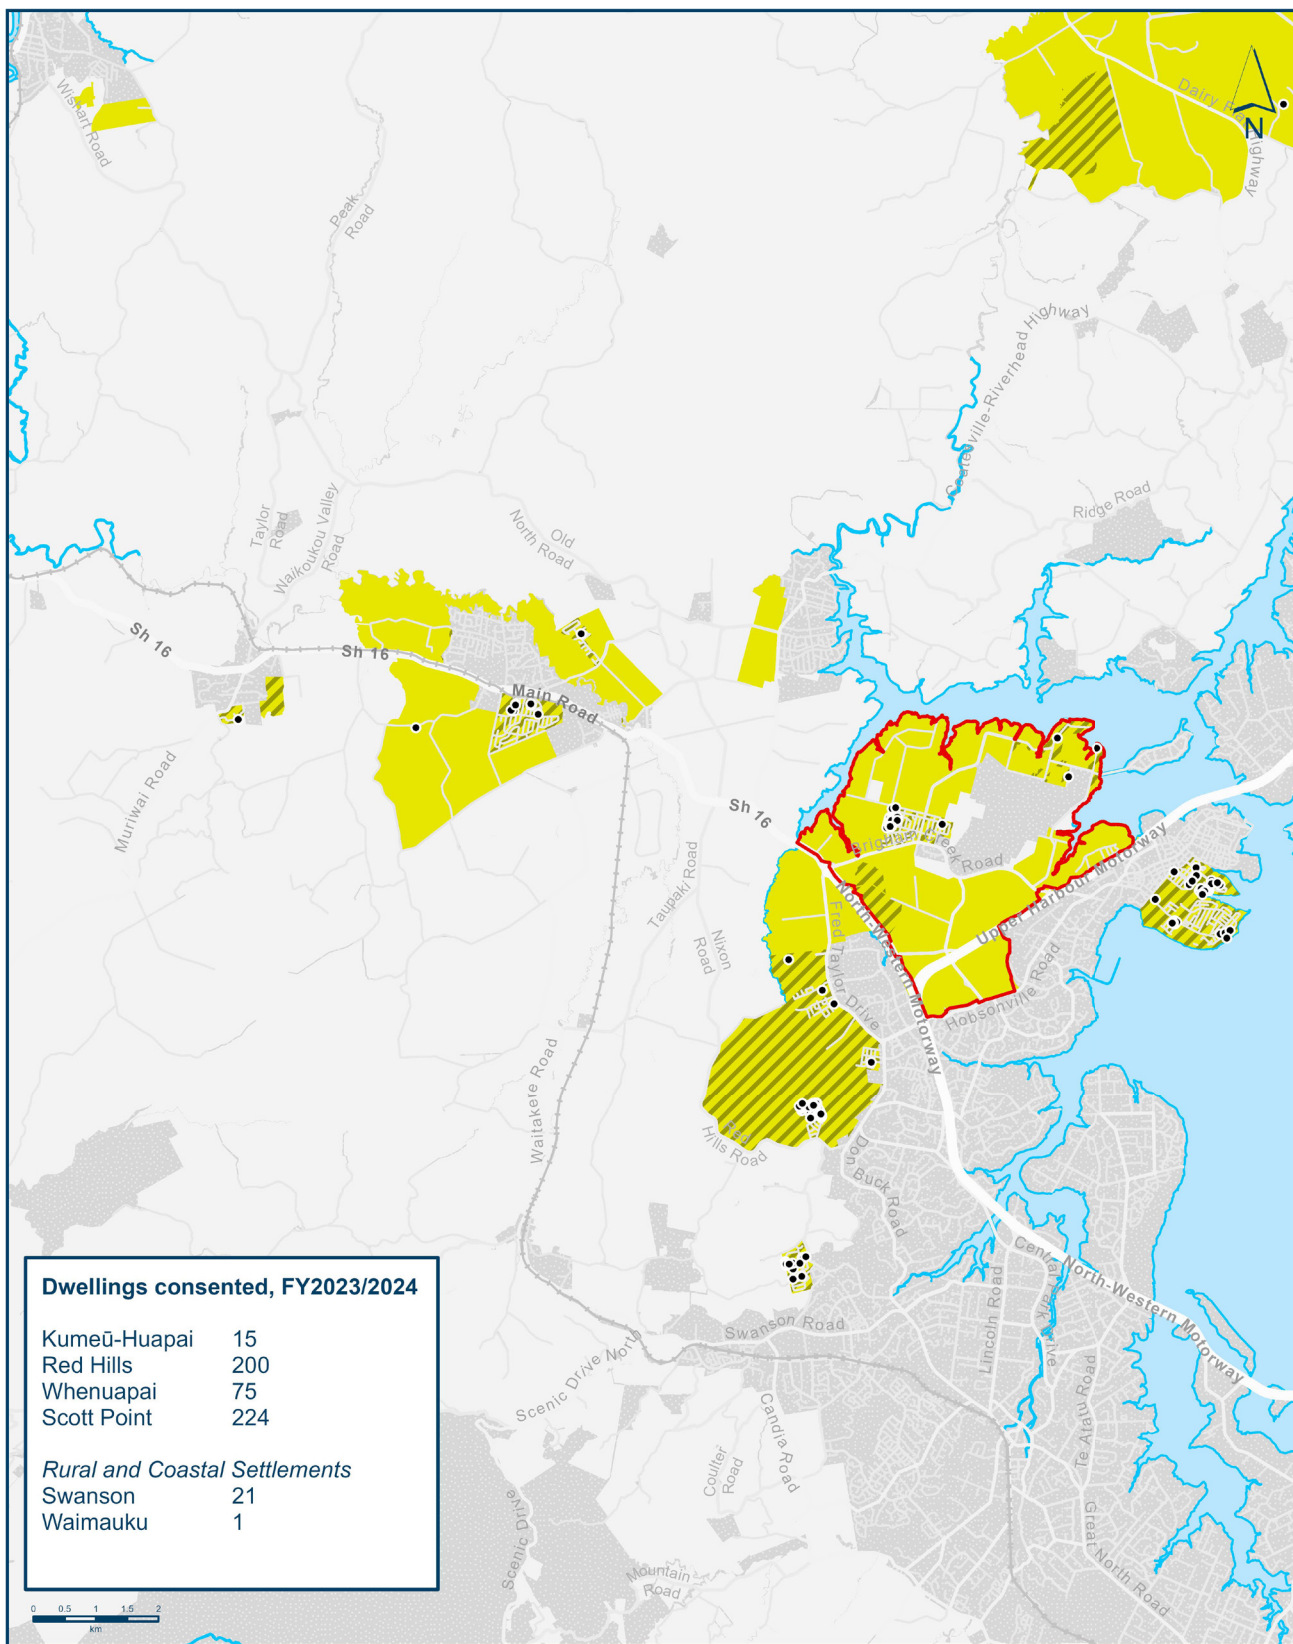 Wishart Road
Peak
Road
Dairy Flat Highway
N
Coatesville-Riverhead Highway
Ridge Road
Taylor
Road
Waikoukou Valley
Road
Old
North Road
Sh 16
Sh 16
Main Road
Muriwai Road
Sh 16
Brigham Creek
Road
Taupaki Road
Nixon
Road
Fred Taylor Drive
North-Western Motorway
Upper Harbour Motorway
Hobsonville Road
Waitakere Road
Red
Hills Road
Don
Buck Road
Central Park Drive
North-Western Motorway
Lincoln Road
Swanson Road
Scenic Drive North
Te Atatu Road
Candia Road
Coulter
Road
Great North Road
Scenic Drive
Mountain
Road
Dwellings consented, FY2023/2024
Kumeū-Huapai 15
Red Hills 200
Whenuapai 75
Scott Point 224
Rural and Coastal Settlements
Swanson 21
Waimauku 1
0 0.5 1 1.5 2
km